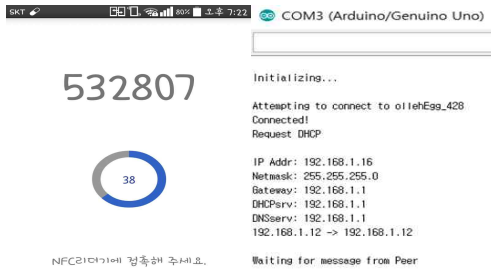 SKT 80% 오후 7:22
532807
38
NFC리더기에 접촉해 주세요.
COM3 (Arduino/Genuino Uno)
Initializing...
Attempting to connect to ollehEgg_428
Connected!
Request DHCP
IP Addr: 192.168.1.16
Netmask: 255.255.255.0
Gateway: 192.168.1.1
DHCPsrv: 192.168.1.1
DNSserv: 192.168.1.1
192.168.1.12 -> 192.168.1.12
Waiting for message from Peer